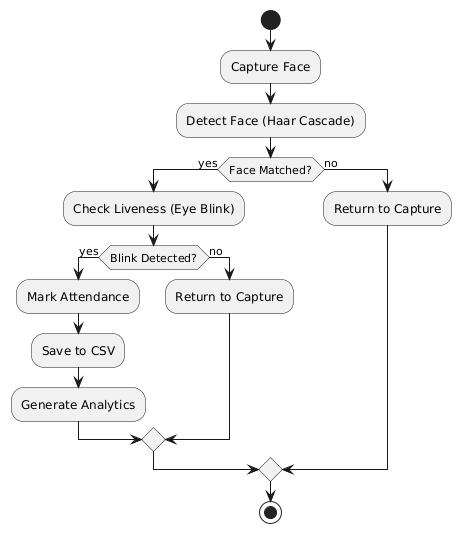 Capture Face
Detect Face (Haar Cascade)
yes
Face Matched?
no
Check Liveness (Eye Blink)
Return to Capture
yes
Blink Detected?
no
Mark Attendance
Return to Capture
Save to CSV
Generate Analytics